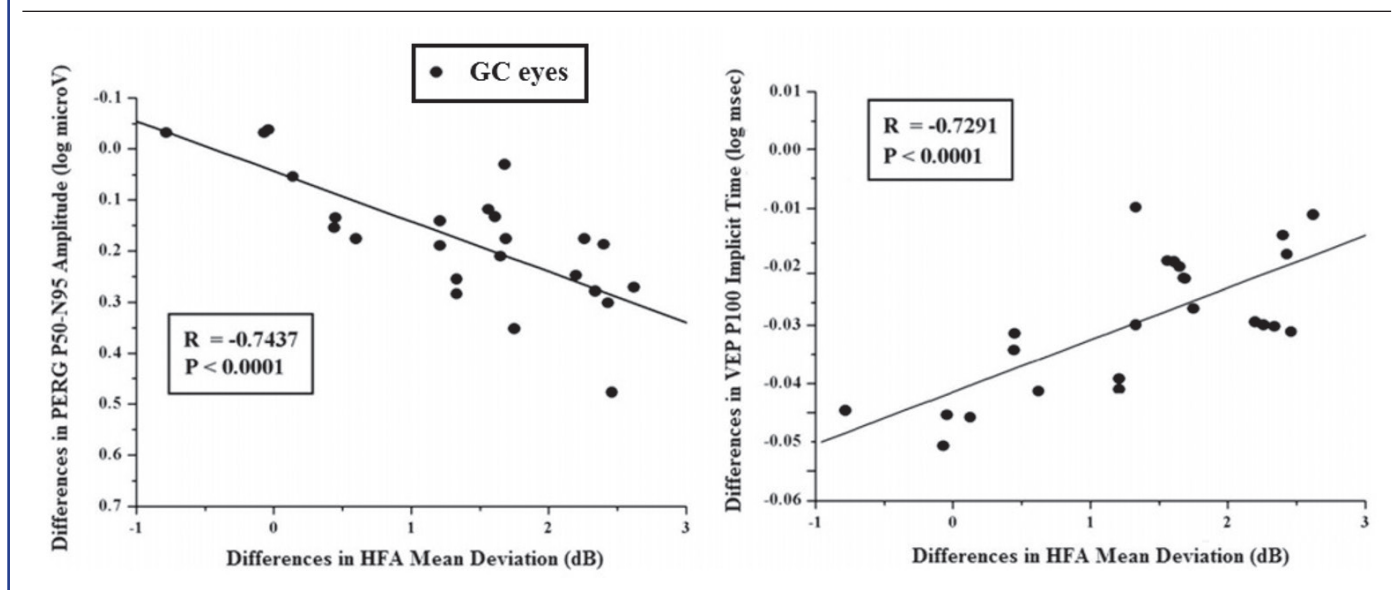 GC eyes
Differences in PERG P50-N95 Amplitude (log microV)
-0.1
0.0
0.1
0.2
0.3
0.4
0.5
0.6
0.7
R = -0.7437
P < 0.0001
-1 0 1 2 3
Differences in HFA Mean Deviation (dB)
Differences in VEP P100 Implicit Time (log msec)
0.01
0.00
-0.01
-0.02
-0.03
-0.04
-0.05
-0.06
R = -0.7291
P < 0.0001
-1 0 1 2 3
Differences in HFA Mean Deviation (dB)